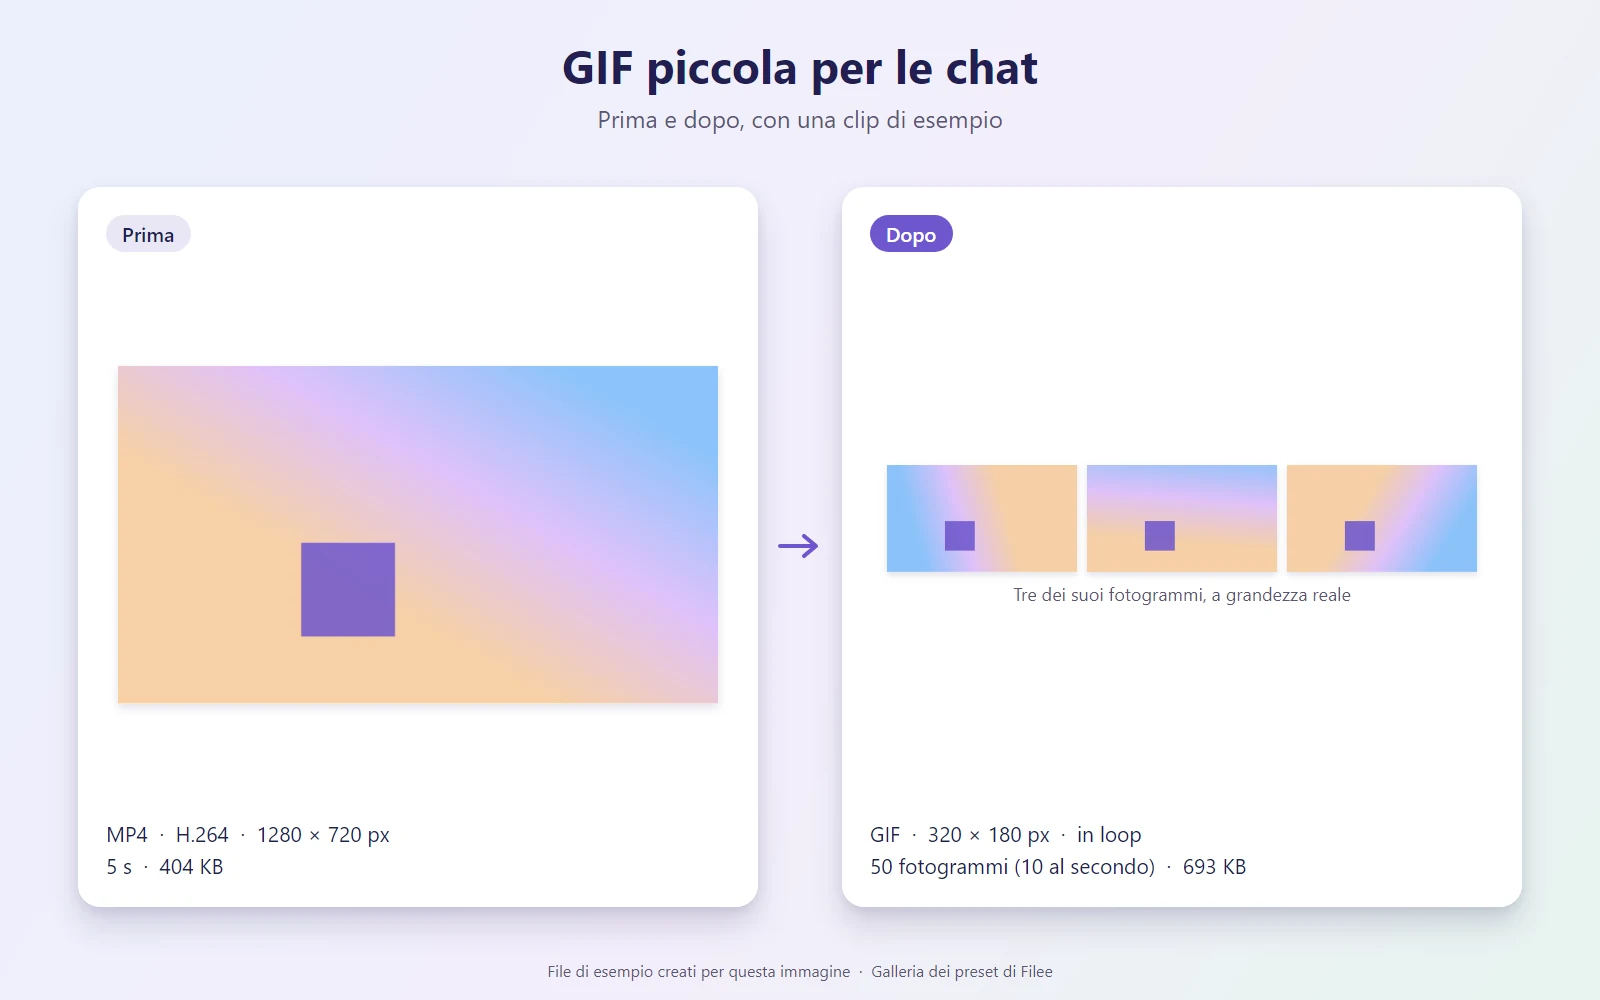 GIF piccola per le chat
Prima e dopo, con una clip di esempio
Prima
MP4 · H.264 · 1280 × 720 px
5 s · 404 KB
Dopo
Tre dei suoi fotogrammi, a grandezza reale
GIF · 320 × 180 px · in loop
50 fotogrammi (10 al secondo) · 693 KB
File di esempio creati per questa immagine · Galleria dei preset di Filee